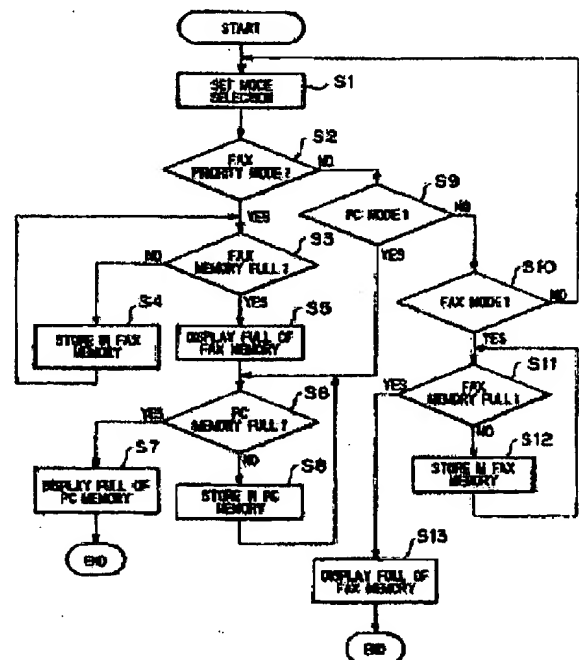 START
SET MODE
SELECTION
S1
FAX
PRIORITY MODE?
S2
NO
YES
PC MODE?
S9
NO
YES
FAX
MEMORY FULL?
S3
NO
YES
FAX MODE?
S10
NO
YES
STORE IN FAX
MEMORY
S4
DISPLAY FULL OF
FAX MEMORY
S5
FAX
MEMORY FULL?
S11
YES
NO
PC
MEMORY FULL?
S6
YES
NO
STORE IN FAX
MEMORY
S12
DISPLAY FULL OF
PC MEMORY
S7
STORE IN PC
MEMORY
S8
END
DISPLAY FULL OF
FAX MEMORY
S13
END